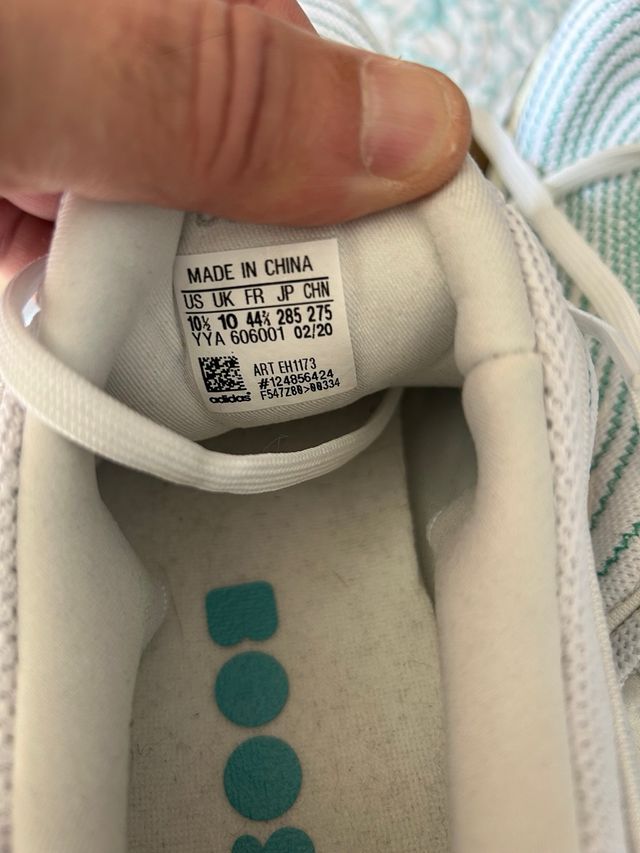 MADE IN CHINA
US UK FR JP CHN
10½ 10 44⅔ 285 275
YYA 606001 02/20
ART EH1173
#124856424
adidas F547Z00>00334